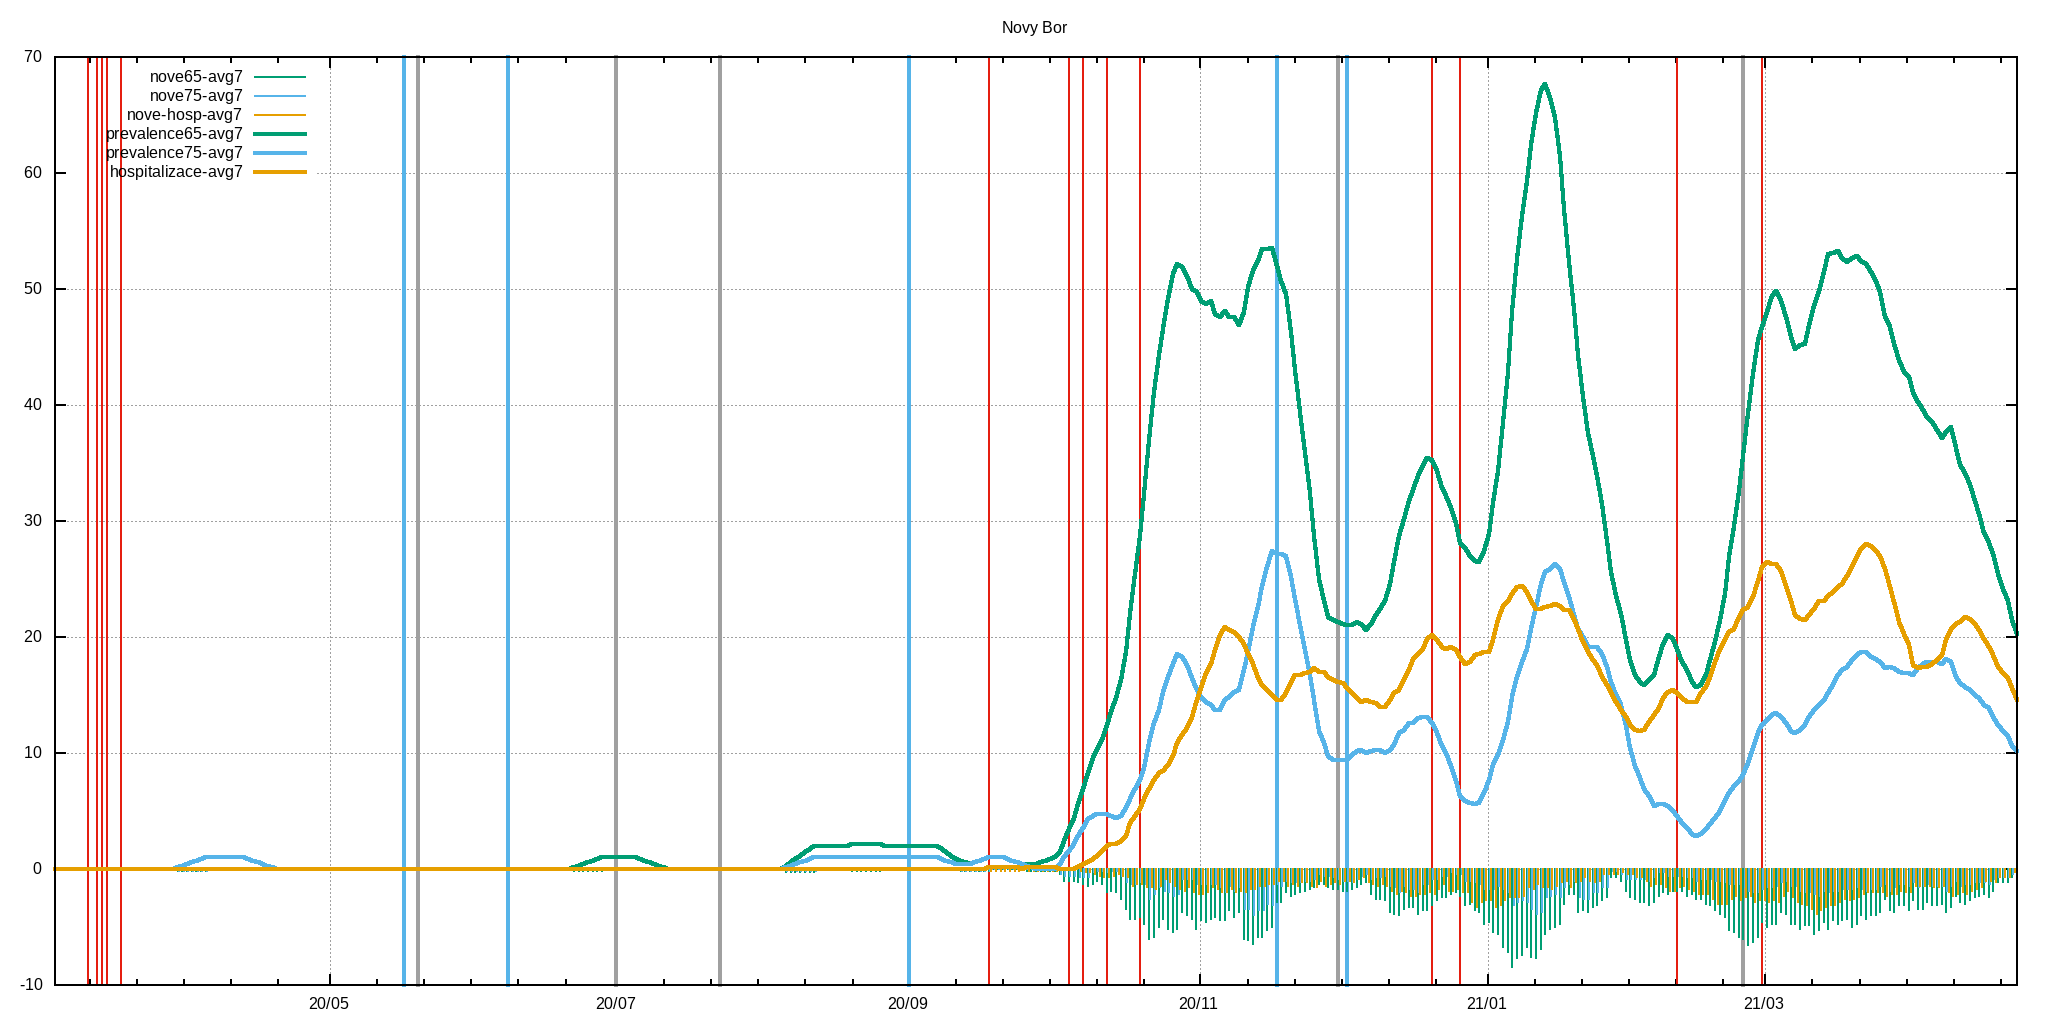 Novy Bor
70
60
50
40
30
20
10
0
-10
nove65-avg7
nove75-avg7
nove-hosp-avg7
prevalence65-avg7
prevalence75-avg7
hospitalizace-avg7
20/05 20/07 20/09 20/11 21/01 21/03